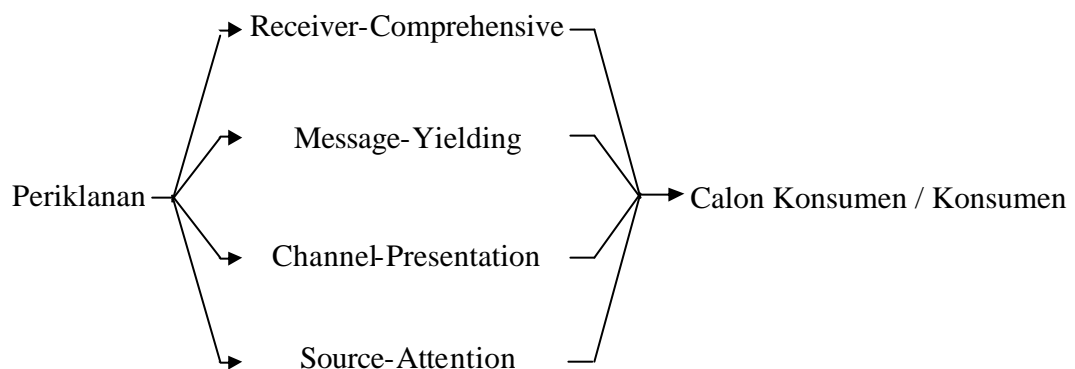 Receiver-Comprehensive
Message-Yielding
Periklanan
Calon Konsumen / Konsumen
Channel-Presentation
Source-Attention